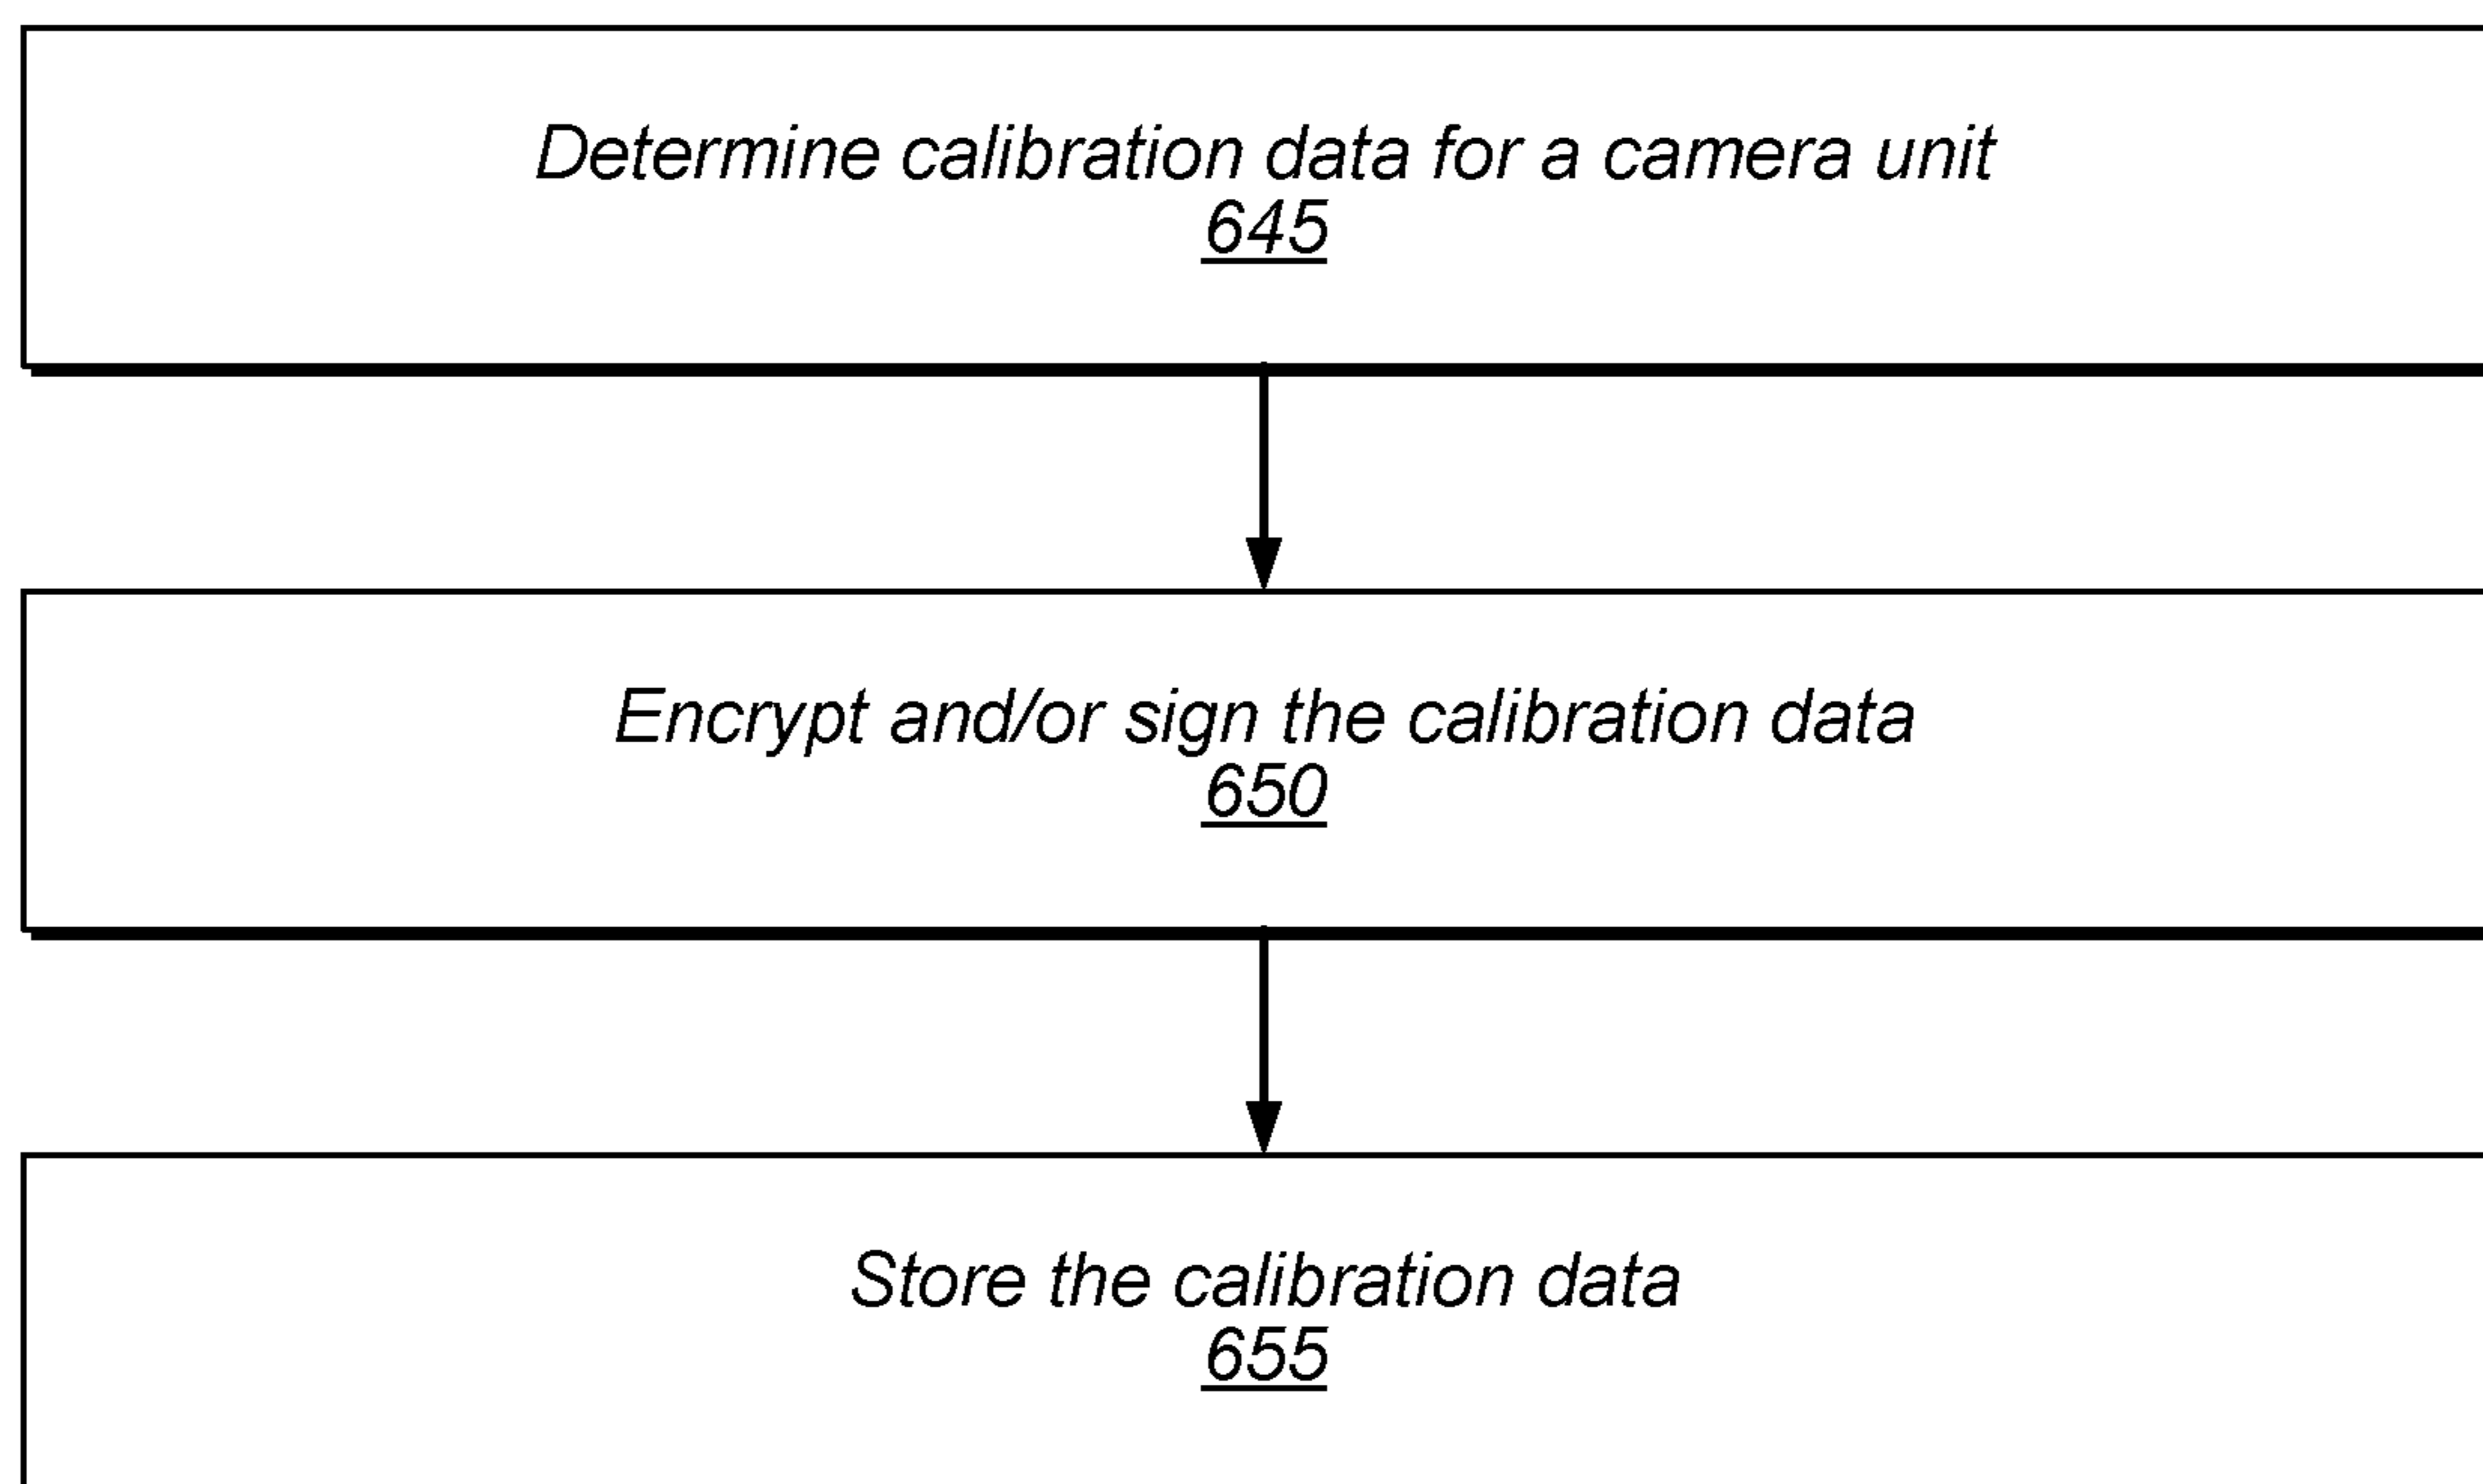 Determine calibration data for a camera unit
645
Encrypt and/or sign the calibration data
650
Store the calibration data
655